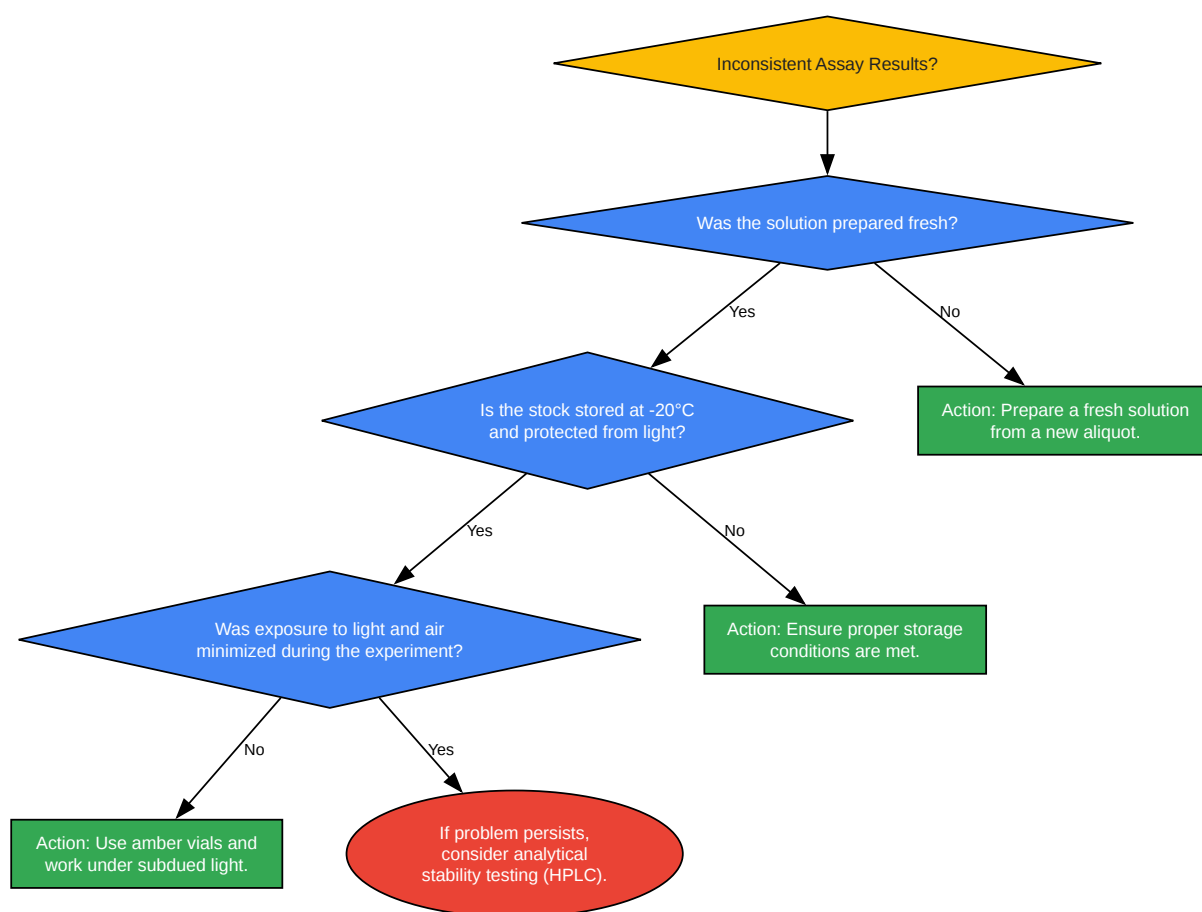 Inconsistent Assay Results?
Was the solution prepared fresh?
Yes
No
Is the stock stored at -20°C
and protected from light?
Action: Prepare a fresh solution
from a new aliquot.
Yes
No
Was exposure to light and air
minimized during the experiment?
Action: Ensure proper storage
conditions are met.
No
Yes
Action: Use amber vials and
work under subdued light.
If problem persists,
consider analytical
stability testing (HPLC).